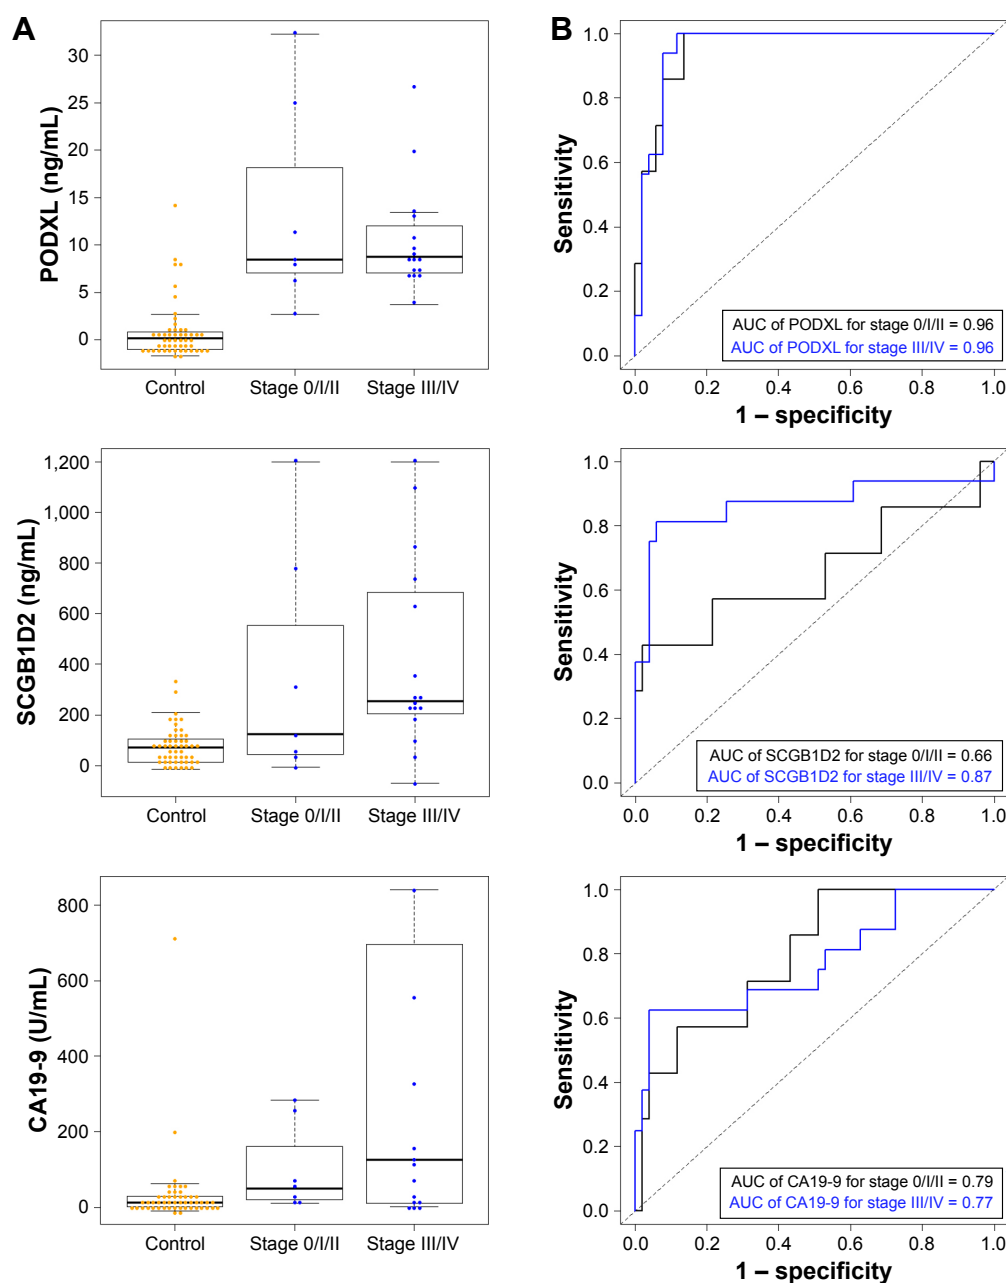 A
PODXL (ng/mL)
30
25
20
15
10
5
0
Control
Stage 0/I/II
Stage III/IV
B
Sensitivity
1.0
0.8
0.6
0.4
0.2
0.0
AUC of PODXL for stage 0/I/II = 0.96
AUC of PODXL for stage III/IV = 0.96
0.0
0.2
0.4
0.6
0.8
1.0
1 – specificity
SCGB1D2 (ng/mL)
1,200
1,000
800
600
400
200
0
Control
Stage 0/I/II
Stage III/IV
Sensitivity
1.0
0.8
0.6
0.4
0.2
0.0
AUC of SCGB1D2 for stage 0/I/II = 0.66
AUC of SCGB1D2 for stage III/IV = 0.87
0.0
0.2
0.4
0.6
0.8
1.0
1 – specificity
CA19-9 (U/mL)
800
600
400
200
0
Control
Stage 0/I/II
Stage III/IV
Sensitivity
1.0
0.8
0.6
0.4
0.2
0.0
AUC of CA19-9 for stage 0/I/II = 0.79
AUC of CA19-9 for stage III/IV = 0.77
0.0
0.2
0.4
0.6
0.8
1.0
1 – specificity